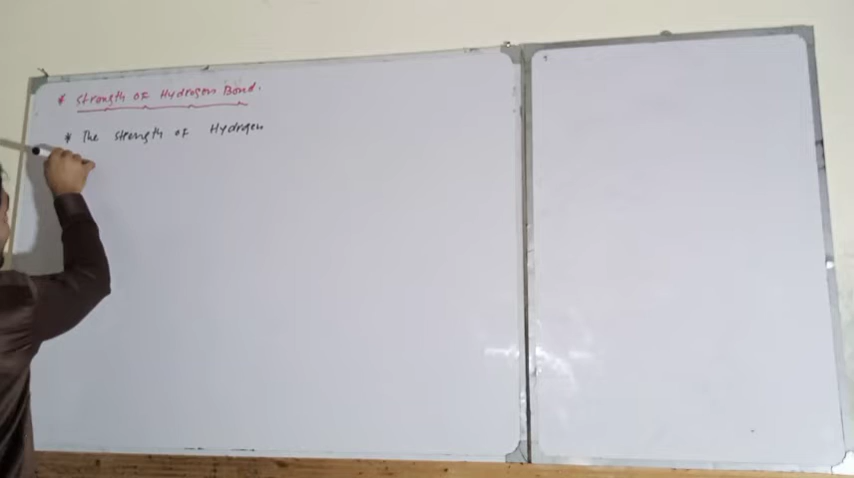 * Strength of Hydrogen Bond.
* The strength of Hydrogen